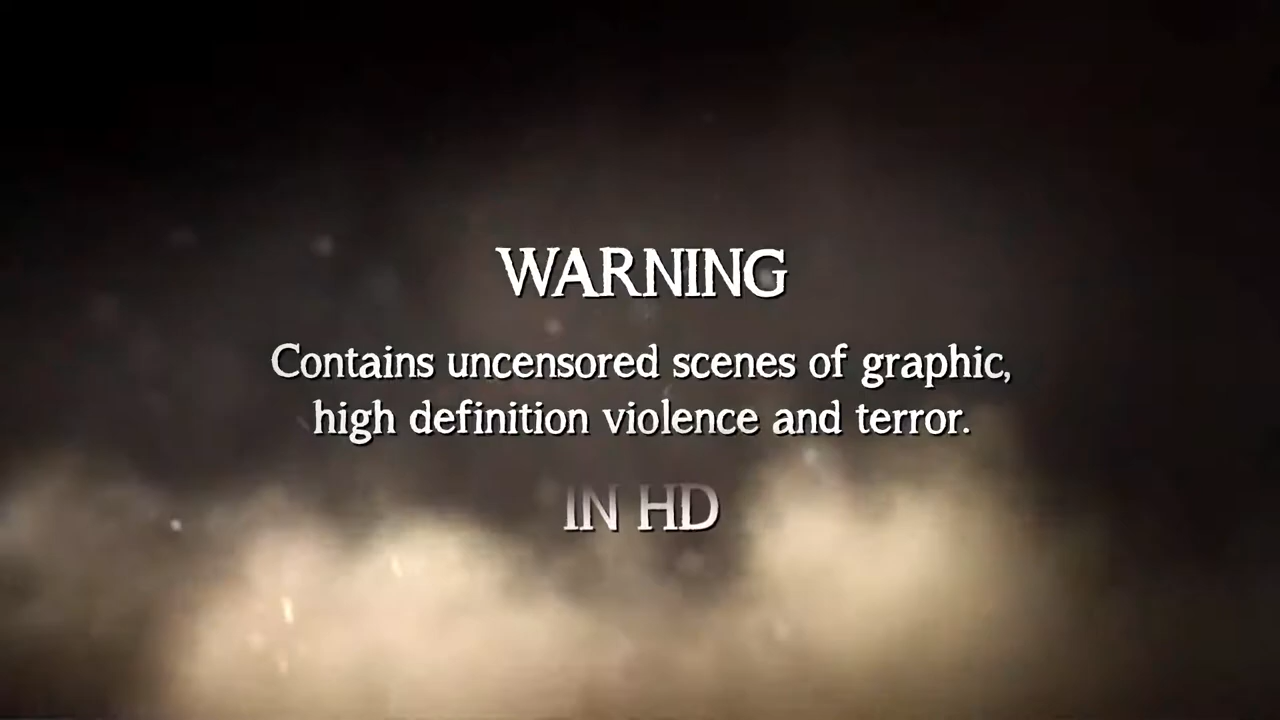 WARNING
Contains uncensored scenes of graphic,
high definition violence and terror.
IN HD